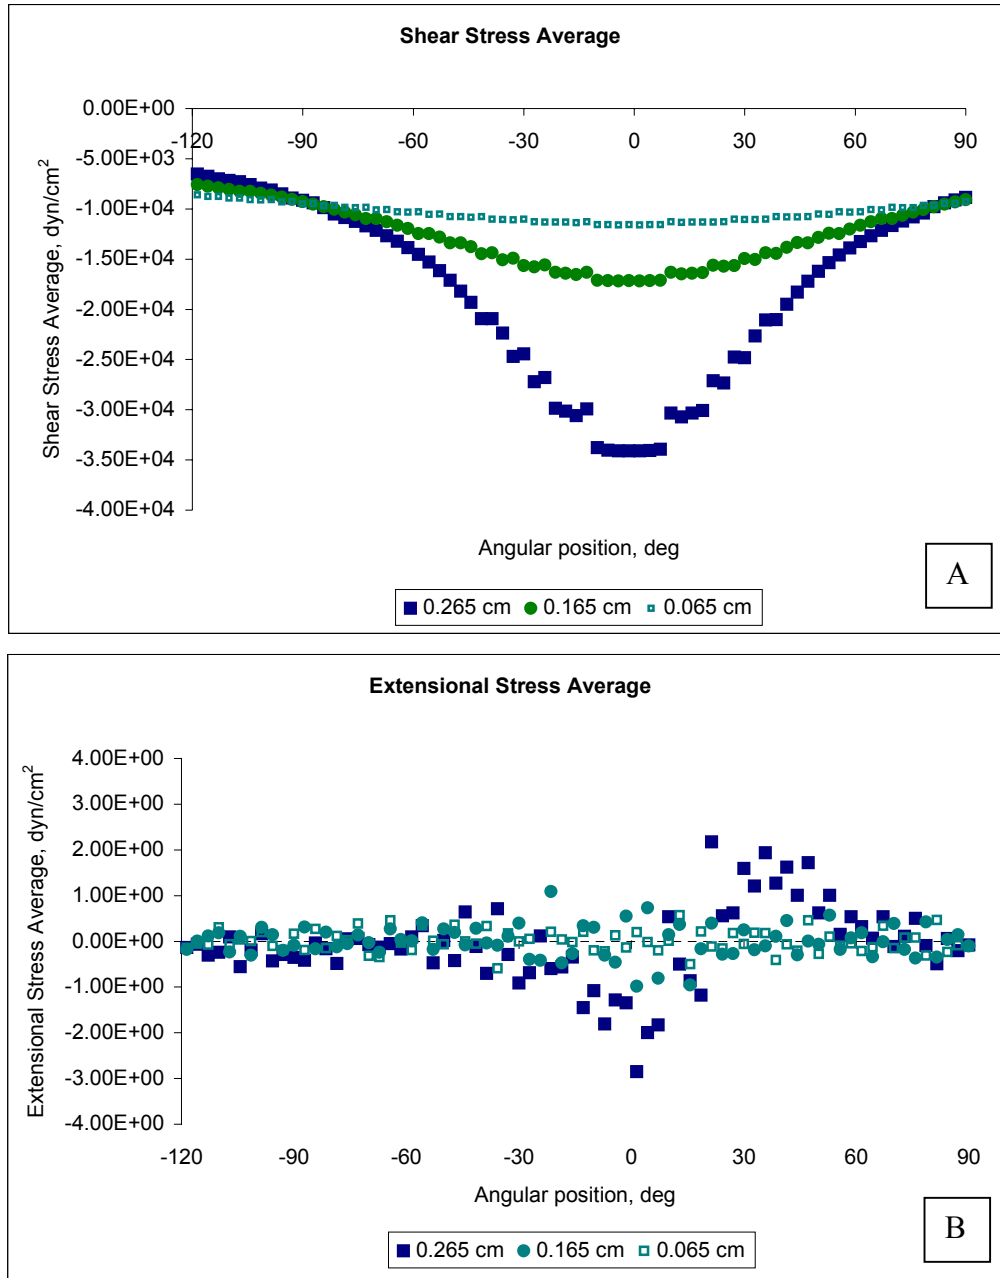 Shear Stress Average
0.00E+00
-120 -90 -60 -30 0 30 60 90
-5.00E+03
-1.00E+04
-1.50E+04
-2.00E+04
-2.50E+04
-3.00E+04
-3.50E+04
-4.00E+04
Shear Stress Average, dyn/cm²
Angular position, deg
A
0.265 cm 0.165 cm 0.065 cm
Extensional Stress Average
4.00E+00
3.00E+00
2.00E+00
1.00E+00
0.00E+00
-1.00E+00
-2.00E+00
-3.00E+00
-4.00E+00
Extensional Stress Average, dyn/cm²
-120 -90 -60 -30 0 30 60 90
Angular position, deg
B
0.265 cm 0.165 cm 0.065 cm